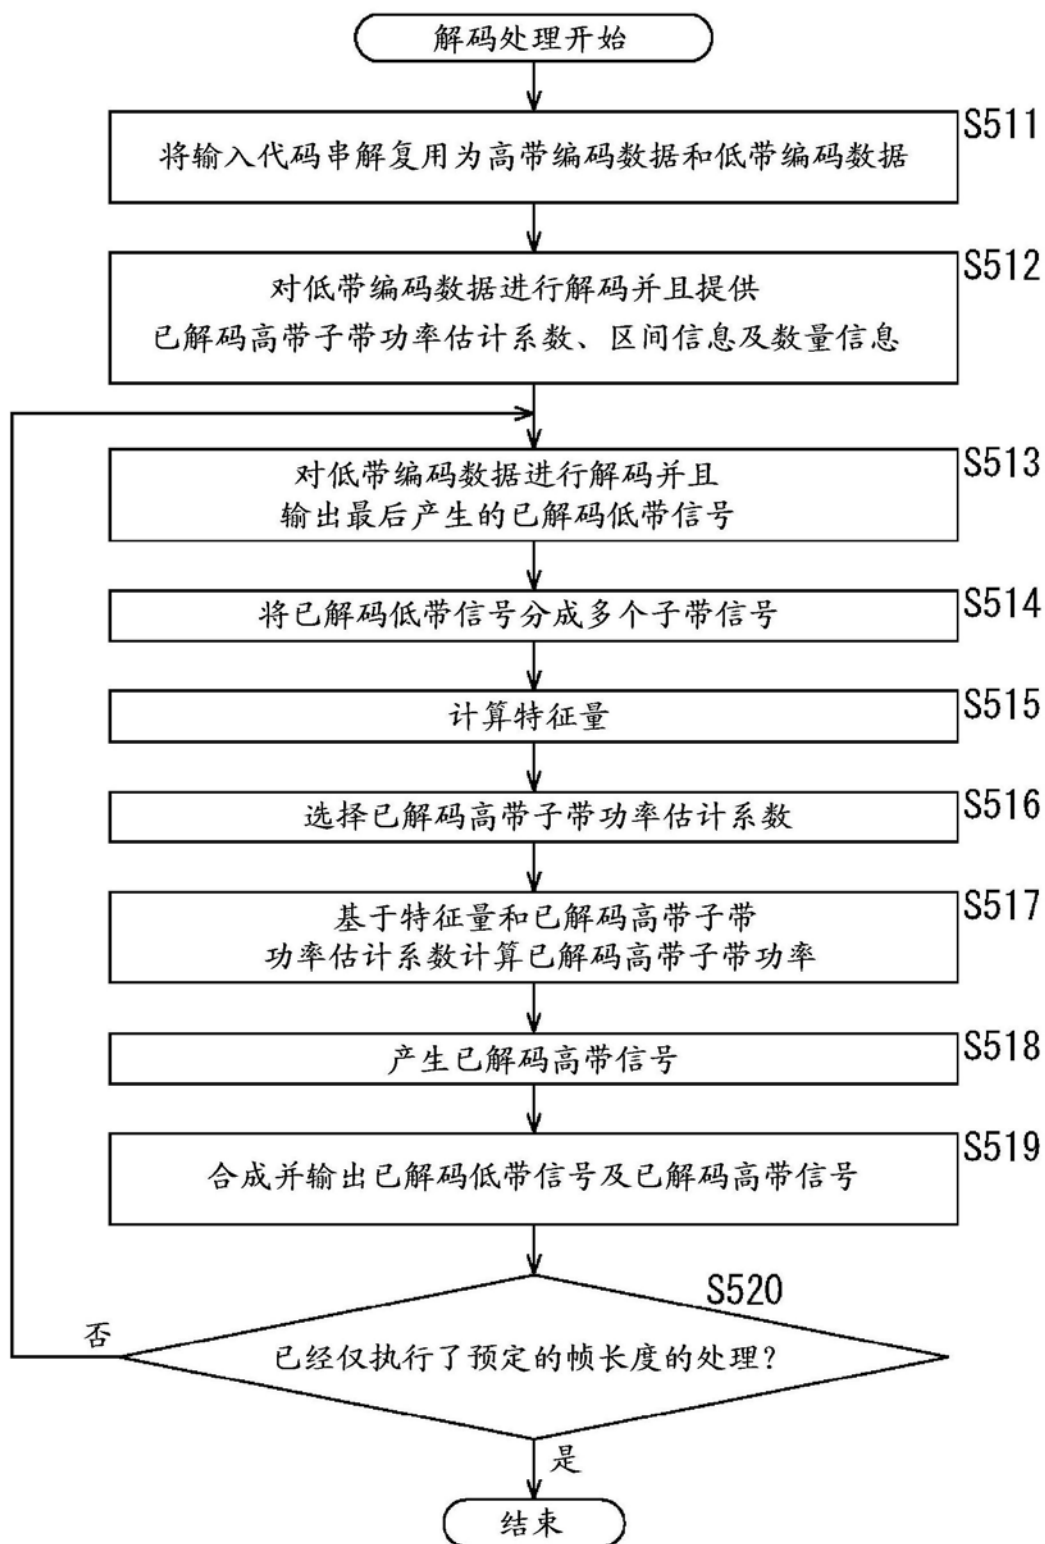 解码处理开始
S511
将输入代码串解复用为高带编码数据和低带编码数据
S512
对低带编码数据进行解码并且提供
已解码高带子带功率估计系数、区间信息及数量信息
S513
对低带编码数据进行解码并且
输出最后产生的已解码低带信号
S514
将已解码低带信号分成多个子带信号
S515
计算特征量
S516
选择已解码高带子带功率估计系数
S517
基于特征量和已解码高带子带
功率估计系数计算已解码高带子带功率
S518
产生已解码高带信号
S519
合成并输出已解码低带信号及已解码高带信号
S520
否
已经仅执行了预定的帧长度的处理?
是
结束